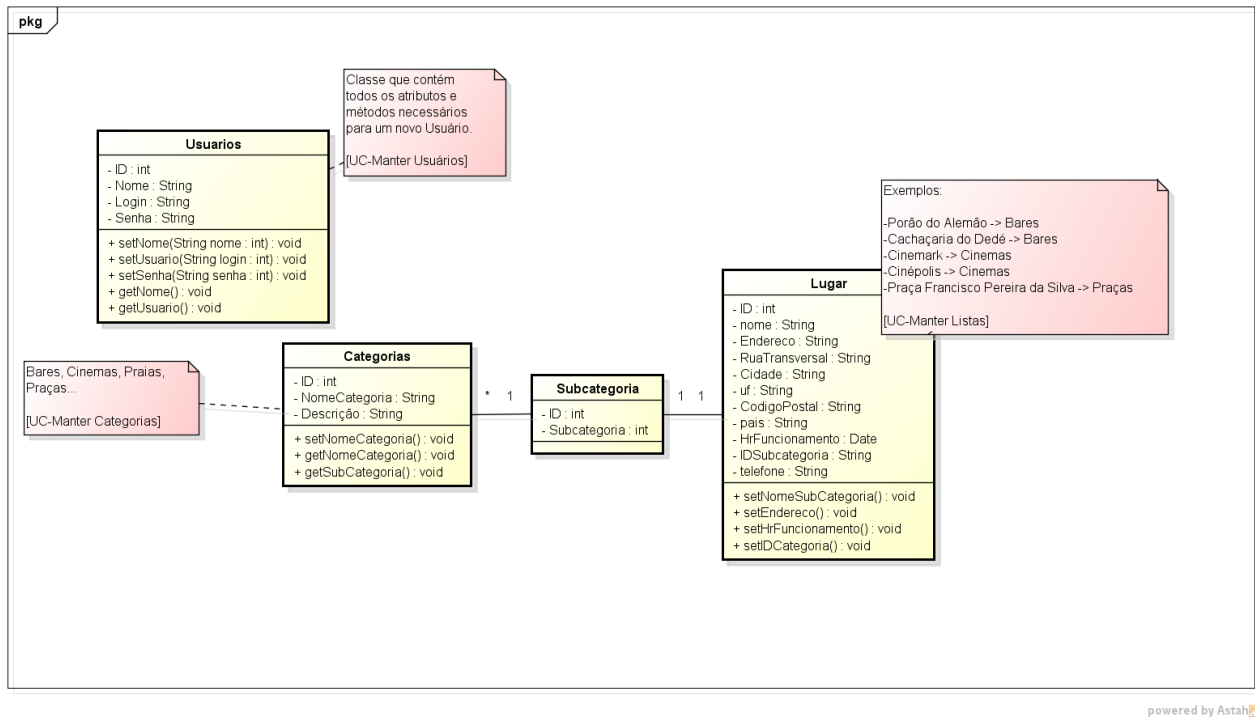 pkg
Classe que contém
todos os atributos e
métodos necessários
para um novo Usuário.
[UC-Manter Usuários]
Usuarios
- ID : int
- Nome : String
- Login : String
- Senha : String
+ setNome(String nome : int) : void
+ setUsuario(String login : int) : void
+ setSenha(String senha : int) : void
+ getNome() : void
+ getUsuario() : void
Exemplos:
-Porão do Alemão -> Bares
-Cachaçaria do Dedé -> Bares
-Cinemark -> Cinemas
-Cinépolis -> Cinemas
-Praça Francisco Pereira da Silva -> Praças
[UC-Manter Listas]
Bares, Cinemas, Praias,
Praças...
[UC-Manter Categorias]
Categorias
- ID : int
- NomeCategoria : String
- Descrição : String
+ setNomeCategoria() : void
+ getNomeCategoria() : void
+ getSubCategoria() : void
* 1
Subcategoria
- ID : int
- Subcategoria : int
1 1
Lugar
- ID : int
- nome : String
- Endereco : String
- RuaTransversal : String
- Cidade : String
- uf : String
- CodigoPostal : String
- pais : String
- HrFuncionamento : Date
- IDSubcategoria : String
- telefone : String
+ setNomeSubCategoria() : void
+ setEndereco() : void
+ setHrFuncionamento() : void
+ setIDCategoria() : void
powered by Astah